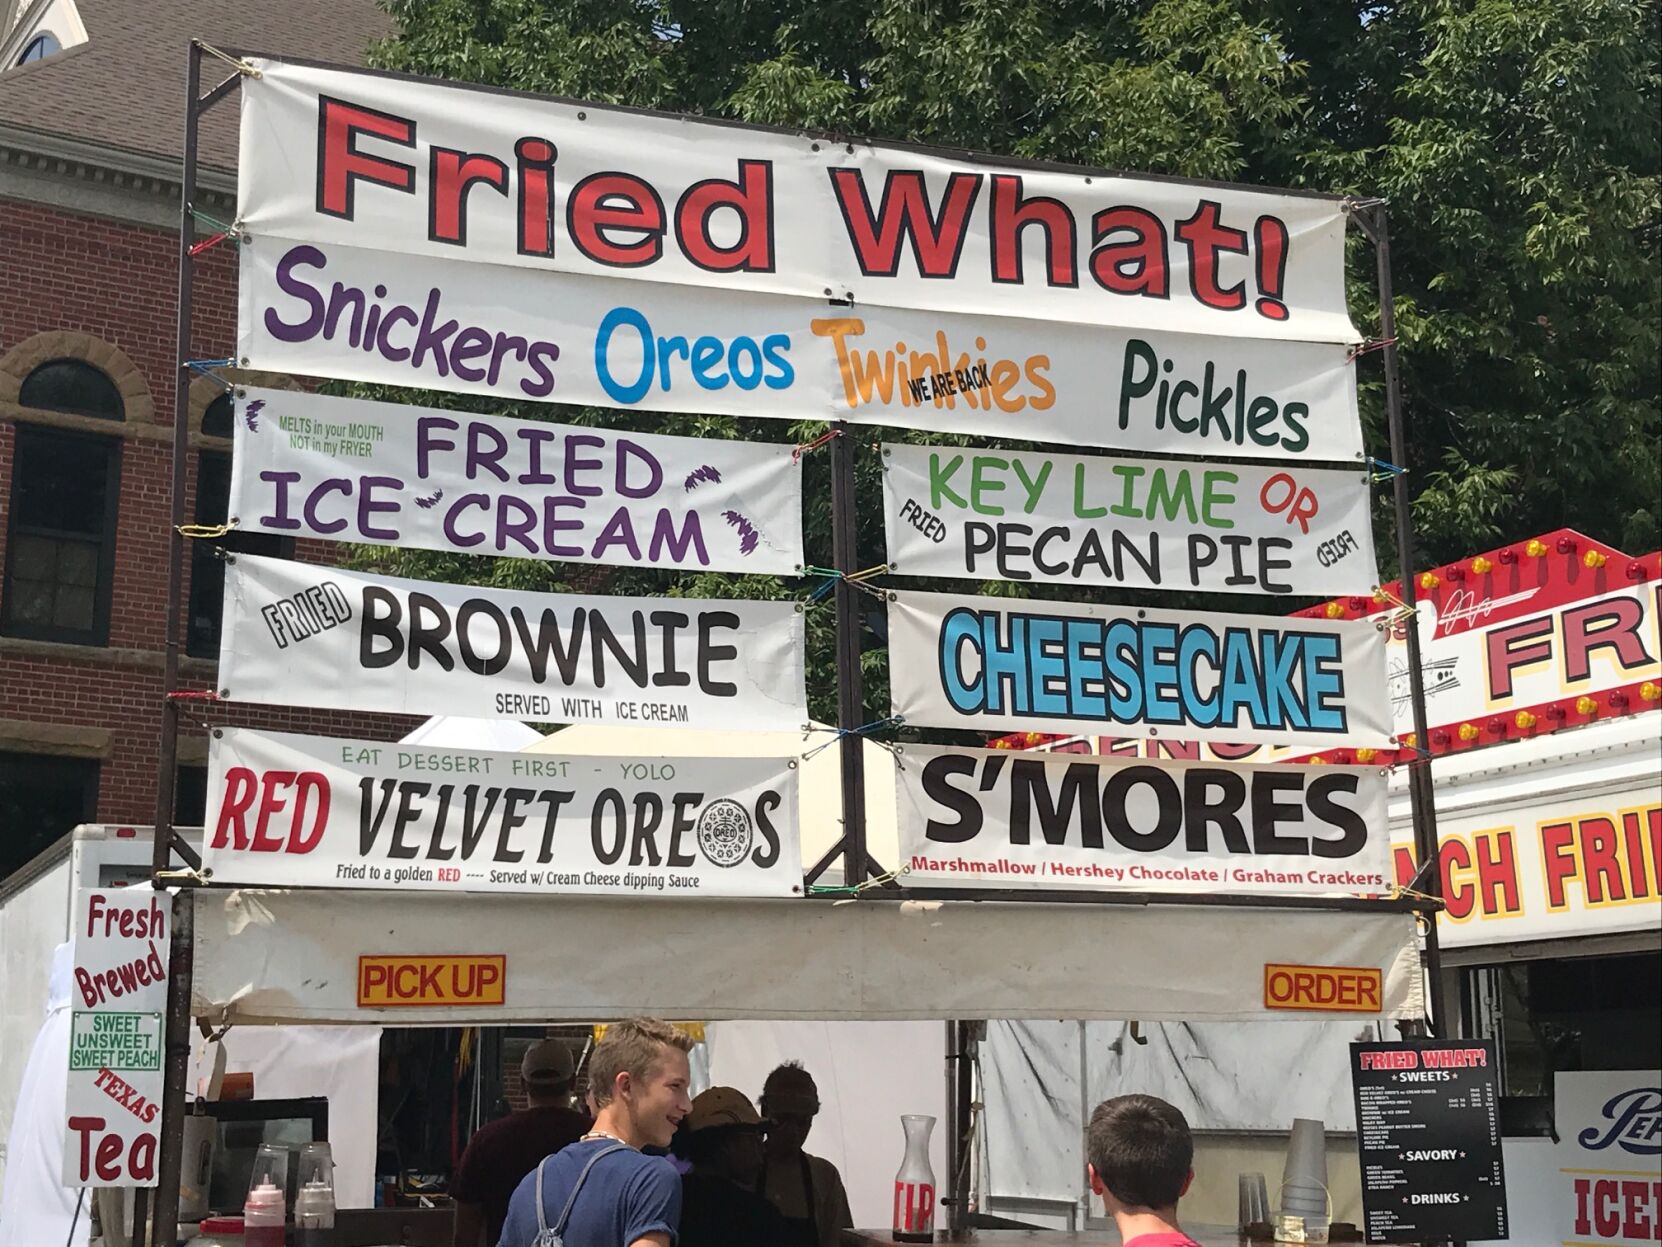 Fried What!
Snickers Oreos Twinkies Pickles
WE ARE BACK
MELTS in your MOUTH
NOT in my FRYER
FRIED
ICE CREAM
KEY LIME OR
FRIED PECAN PIE FRIED
FRIED BROWNIE
SERVED WITH ICE CREAM
CHEESECAKE
EAT DESSERT FIRST - YOLO
RED VELVET OREOS
OREO
Fried to a golden RED ---- Served w/ Cream Cheese dipping Sauce
S'MORES
Marshmallow / Hershey Chocolate / Graham Crackers
PICK UP
ORDER
Fresh
Brewed
SWEET
UNSWEET
SWEET PEACH
TEXAS
Tea
TIP
FRIED WHAT!
★ SWEETS ★
★ SAVORY ★
★ DRINKS ★
FR
NCH FRI
PEP
ICE